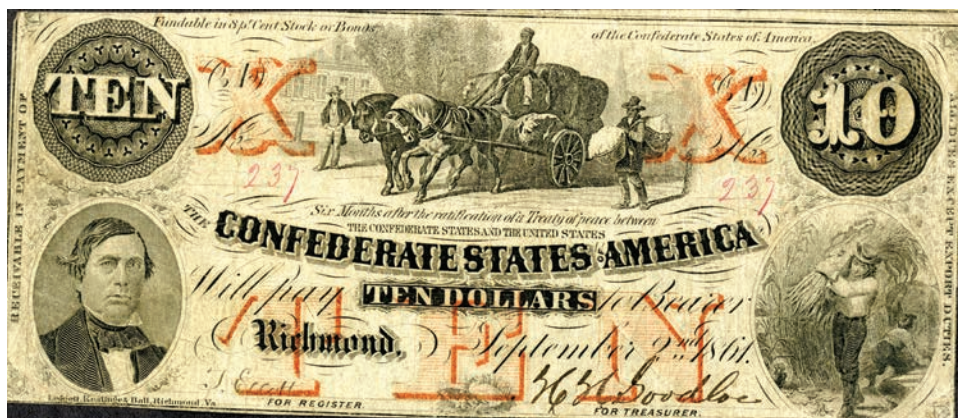 Fundable in 8 pr Cent Stock or Bonds
of the Confederate States of America.
TEN
X
X
10
237
237
RECEIVABLE IN PAYMENT OF
ALL DUTES EXCEPT EXPORT DUTES.
Six Months after the ratification of a Treaty of peace between
THE CONFEDERATE STATES AND THE UNITED STATES
THE
CONFEDERATE STATES OF AMERICA
Will pay TEN DOLLARS to Bearer
TEN
Richmond, September 2nd 1861.
FOR REGISTER.
FOR TREASURER.
Keatinge & Ball, Richmond, Va